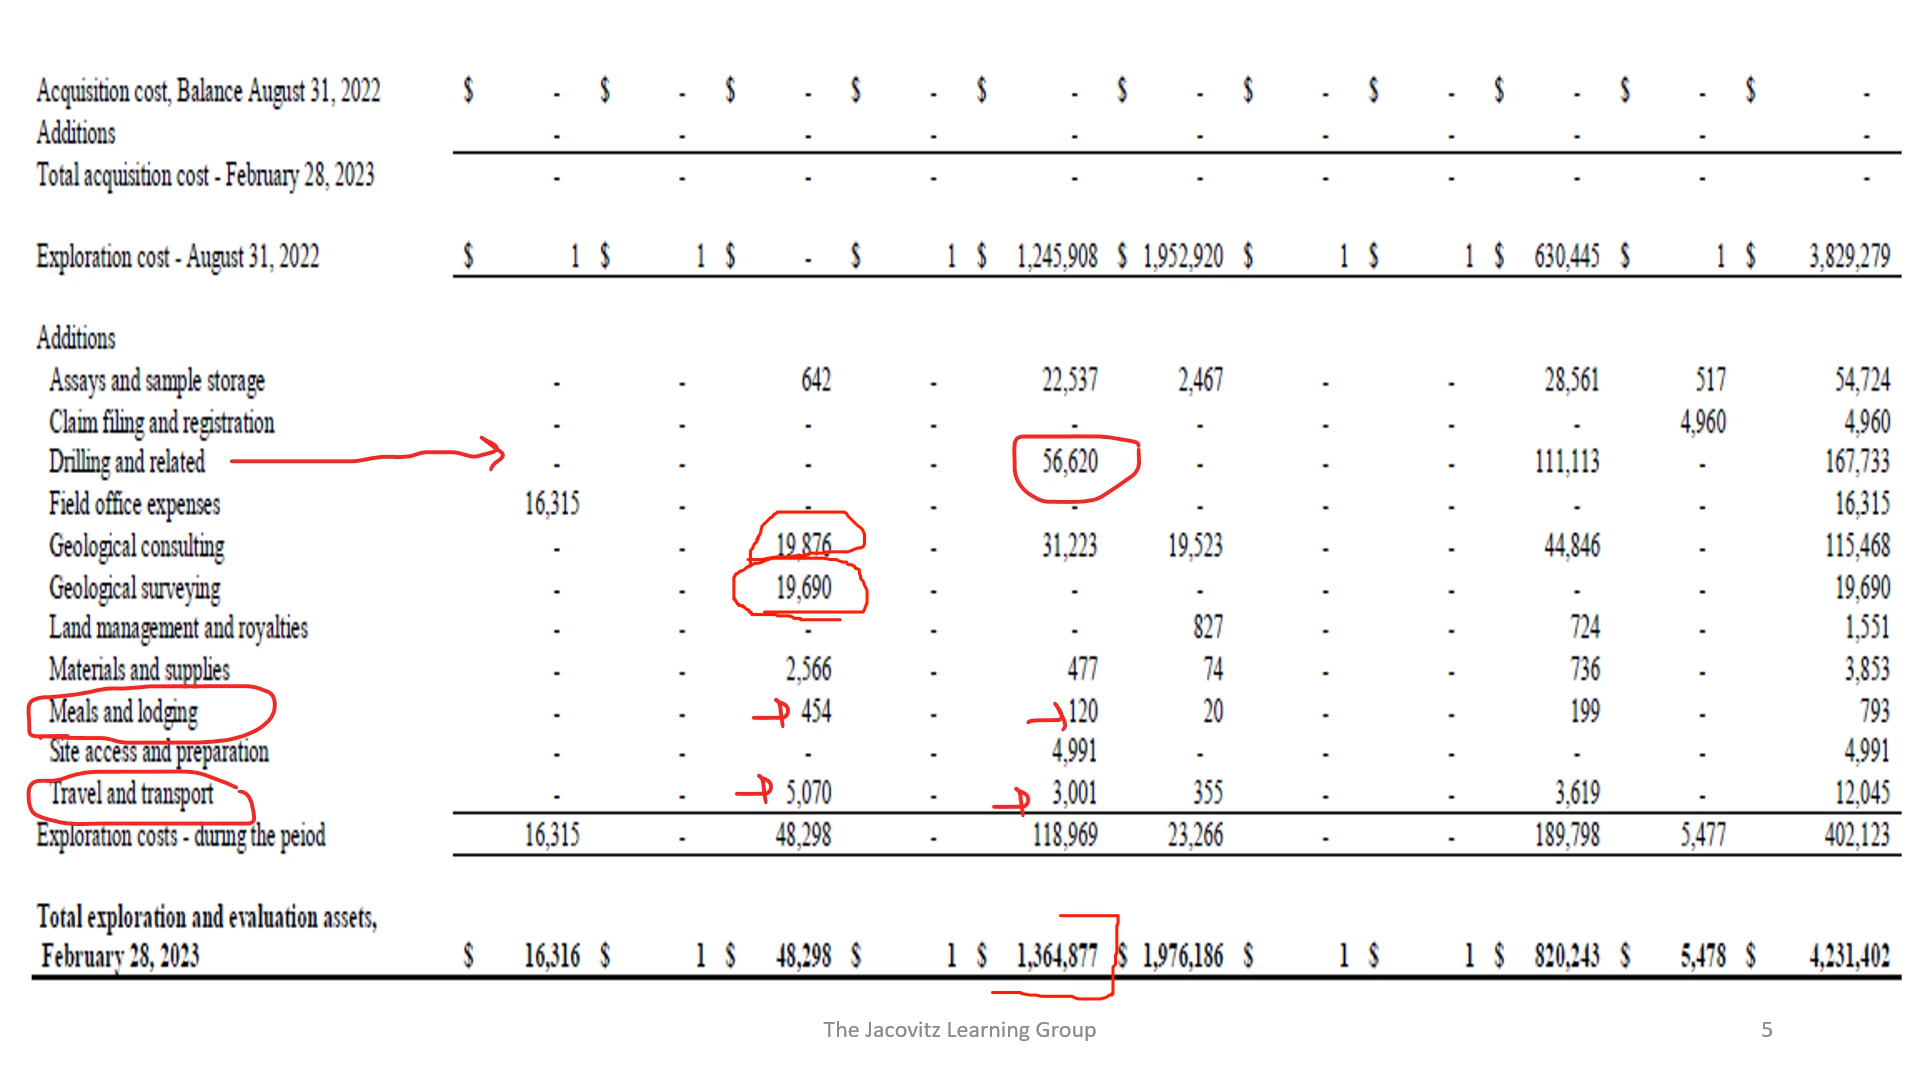 Acquisition cost, Balance August 31, 2022 $ - $ - $ - $ - $ - $ - $ - $ - $ - $ - $ -
Additions - - - - - - - - - - -
Total acquisition cost - February 28, 2023 - - - - - - - - - - -
Exploration cost - August 31, 2022 $ 1 $ 1 $ - $ 1 $ 1,245,908 $ 1,952,920 $ 1 $ 1 $ 630,445 $ 1 $ 3,829,279
Additions
Assays and sample storage - - 642 - 22,537 2,467 - - 28,561 517 54,724
Claim filing and registration - - - - - - - - - 4,960 4,960
Drilling and related - - - - 56,620 - - - 111,113 - 167,733
Field office expenses 16,315 - - - - - - - - - 16,315
Geological consulting - - 19,876 - 31,223 19,523 - - 44,846 - 115,468
Geological surveying - - 19,690 - - - - - - - 19,690
Land management and royalties - - - - - 827 - - 724 - 1,551
Materials and supplies - - 2,566 - 477 74 - - 736 - 3,853
Meals and lodging - - 454 - 120 20 - - 199 - 793
Site access and preparation - - - - 4,991 - - - - - 4,991
Travel and transport - - 5,070 - 3,001 355 - - 3,619 - 12,045
Exploration costs - during the peiod 16,315 - 48,298 - 118,969 23,266 - - 189,798 5,477 402,123
Total exploration and evaluation assets,
February 28, 2023 $ 16,316 $ 1 $ 48,298 $ 1 $ 1,364,877 $ 1,976,186 $ 1 $ 1 $ 820,243 $ 5,478 $ 4,231,402
The Jacovitz Learning Group 5